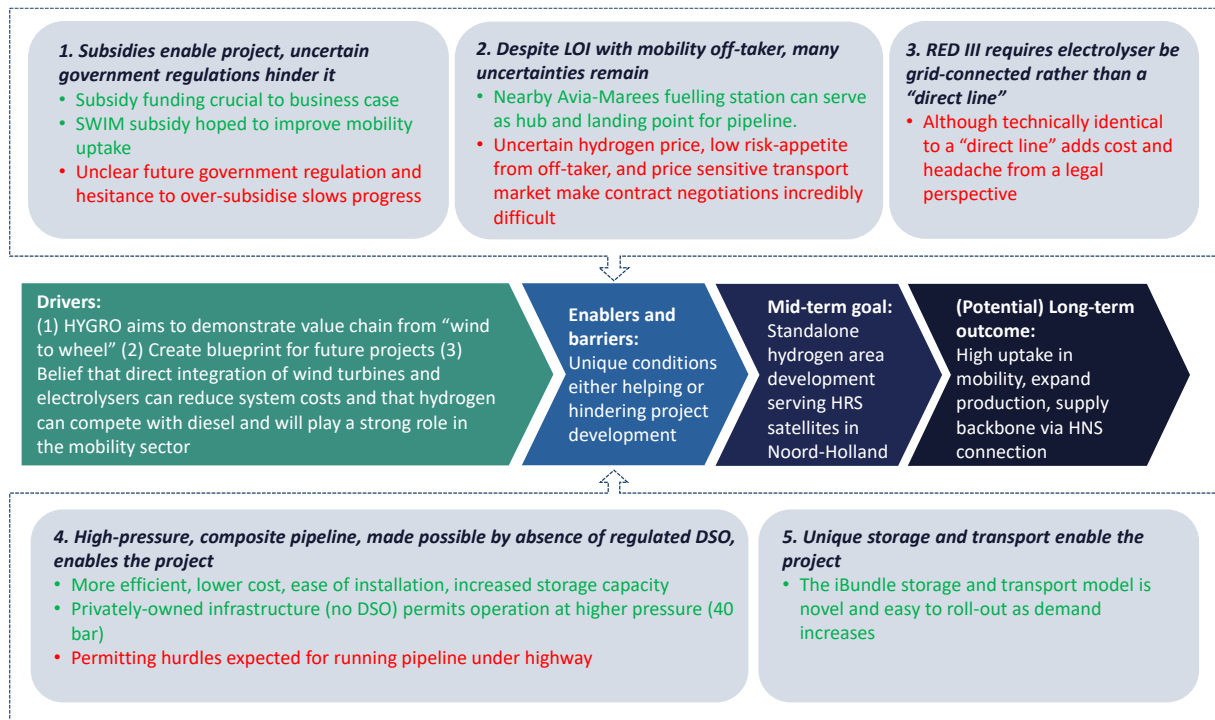 1. Subsidies enable project, uncertain
government regulations hinder it
• Subsidy funding crucial to business case
• SWIM subsidy hoped to improve mobility
uptake
• Unclear future government regulation and
hesitance to over-subsidise slows progress
2. Despite LOI with mobility off-taker, many
uncertainties remain
• Nearby Avia-Marees fuelling station can serve
as hub and landing point for pipeline.
• Uncertain hydrogen price, low risk-appetite
from off-taker, and price sensitive transport
market make contract negotiations incredibly
difficult
3. RED III requires electrolyser be
grid-connected rather than a
“direct line”
• Although technically identical
to a “direct line” adds cost and
headache from a legal
perspective
Drivers:
(1) HYGRO aims to demonstrate value chain from “wind
to wheel” (2) Create blueprint for future projects (3)
Belief that direct integration of wind turbines and
electrolysers can reduce system costs and that hydrogen
can compete with diesel and will play a strong role in
the mobility sector
Enablers and
barriers:
Unique conditions
either helping or
hindering project
development
Mid-term goal:
Standalone
hydrogen area
development
serving HRS
satellites in
Noord-Holland
(Potential) Long-term
outcome:
High uptake in
mobility, expand
production, supply
backbone via HNS
connection
4. High-pressure, composite pipeline, made possible by absence of regulated DSO,
enables the project
• More efficient, lower cost, ease of installation, increased storage capacity
• Privately-owned infrastructure (no DSO) permits operation at higher pressure (40
bar)
• Permitting hurdles expected for running pipeline under highway
5. Unique storage and transport enable the
project
• The iBundle storage and transport model is
novel and easy to roll-out as demand
increases